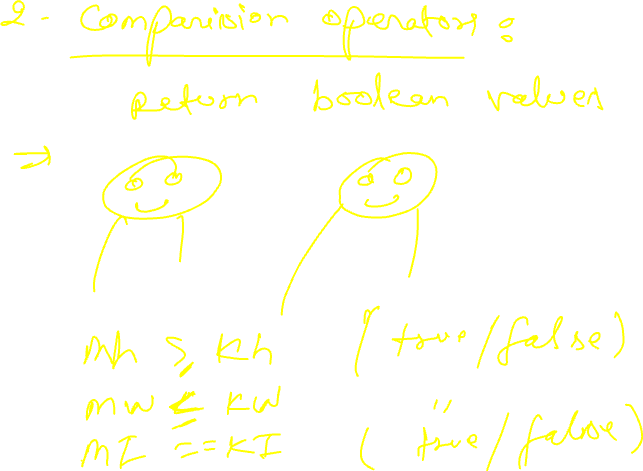 2 - Comparision operators :
return boolean values
⇒
Mh ≥ Kh (true/false)
MW ≤ KW "
MI == KI (true/false)